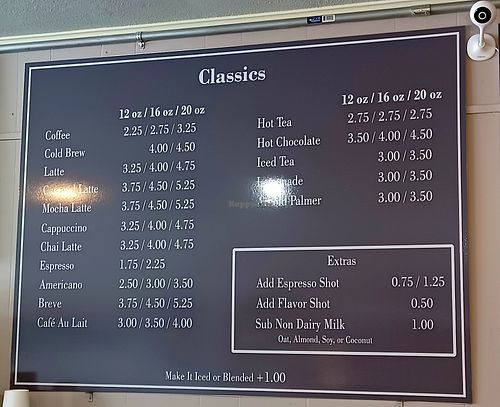 Classics
12 oz / 16 oz / 20 oz
Coffee 2.25 / 2.75 / 3.25
Cold Brew 4.00 / 4.50
Latte 3.25 / 4.00 / 4.75
Latte 3.75 / 4.50 / 5.25
Mocha Latte 3.75 / 4.50 / 5.25
Cappuccino 3.25 / 4.00 / 4.75
Chai Latte 3.25 / 4.00 / 4.75
Espresso 1.75 / 2.25
Americano 2.50 / 3.00 / 3.50
Breve 3.75 / 4.50 / 5.25
Café Au Lait 3.00 / 3.50 / 4.00
12 oz / 16 oz / 20 oz
Hot Tea 2.75 / 2.75 / 2.75
Hot Chocolate 3.50 / 4.00 / 4.50
Iced Tea 3.00 / 3.50
Lemonade 3.00 / 3.50
Palmer 3.00 / 3.50
Extras
Add Espresso Shot 0.75 / 1.25
Add Flavor Shot 0.50
Sub Non Dairy Milk 1.00
Oat, Almond, Soy, or Coconut
Make It Iced or Blended +1.00